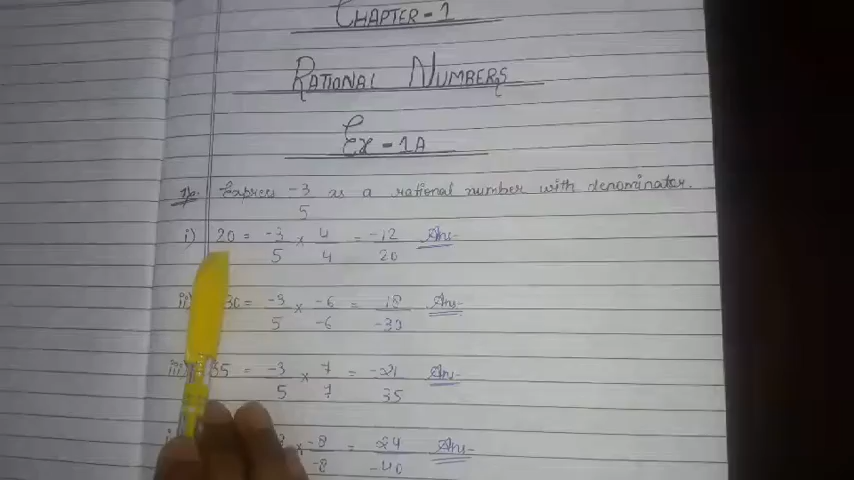 CHAPTER - 1
RATIONAL NUMBERS
Ex - 1A
Express -3/5 as a rational number with denominator.
i) 20 = -3/5 × 4/4 = -12/20 Ans-
ii) 30 = -3/5 × -6/-6 = 18/-30 Ans-
iii) 35 = -3/5 × 7/7 = -21/35 Ans-
× -8/-8 = 24/-40 Ans-